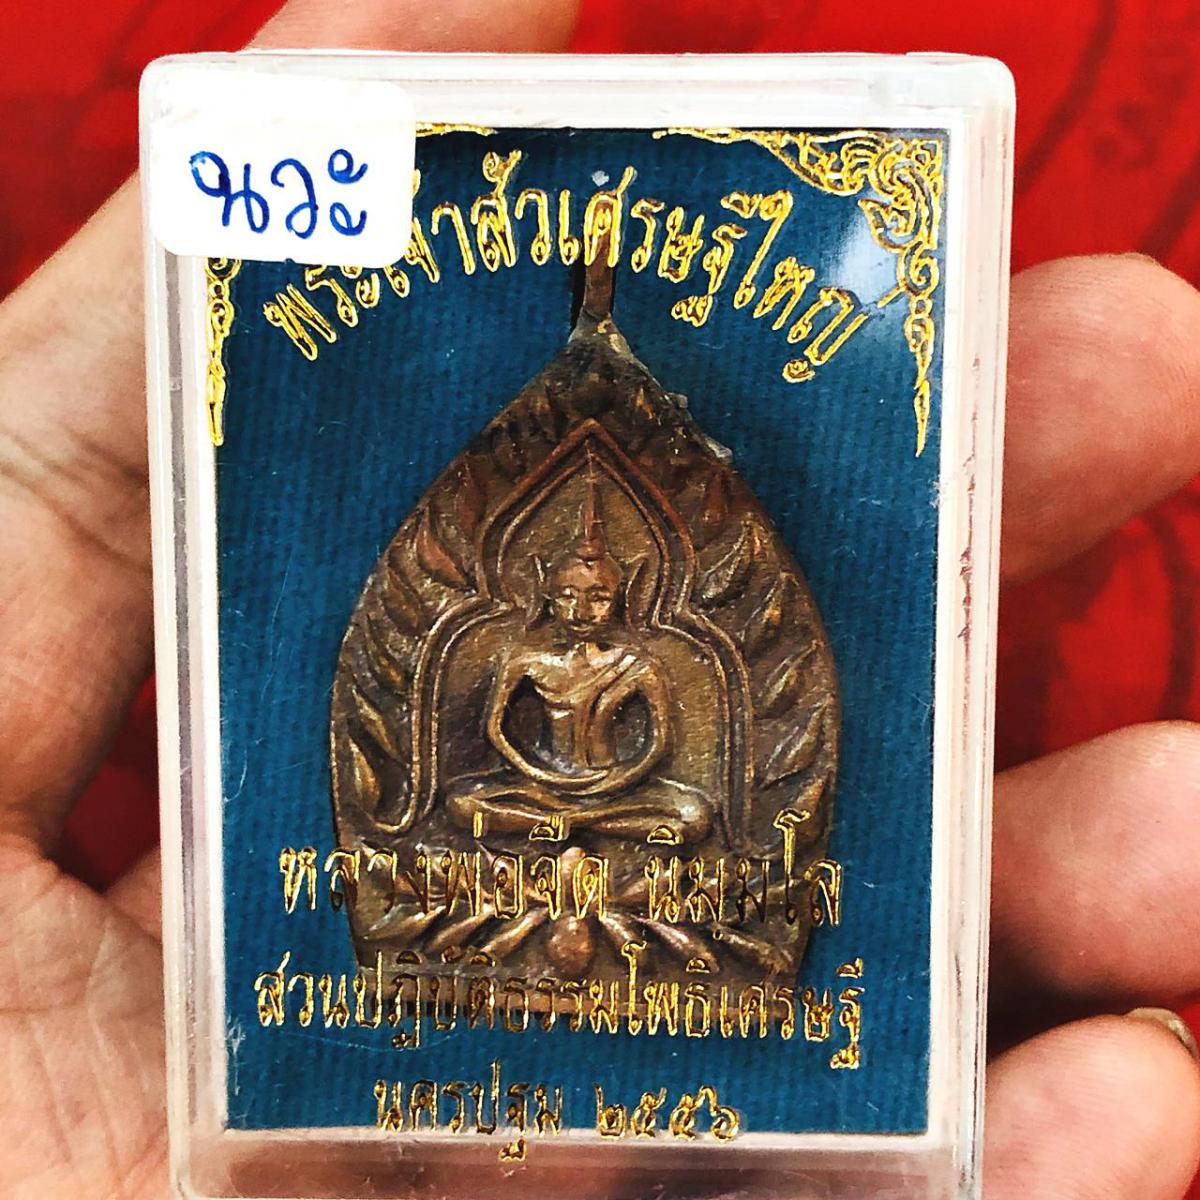 นวะ
พระเจ้าสัวเศรษฐีใหญ่
หลวงพ่อจืด นิมฺมโล
สวนปฏิบัติธรรมโพธิเศรษฐี
นครปฐม ๒๕๕๖